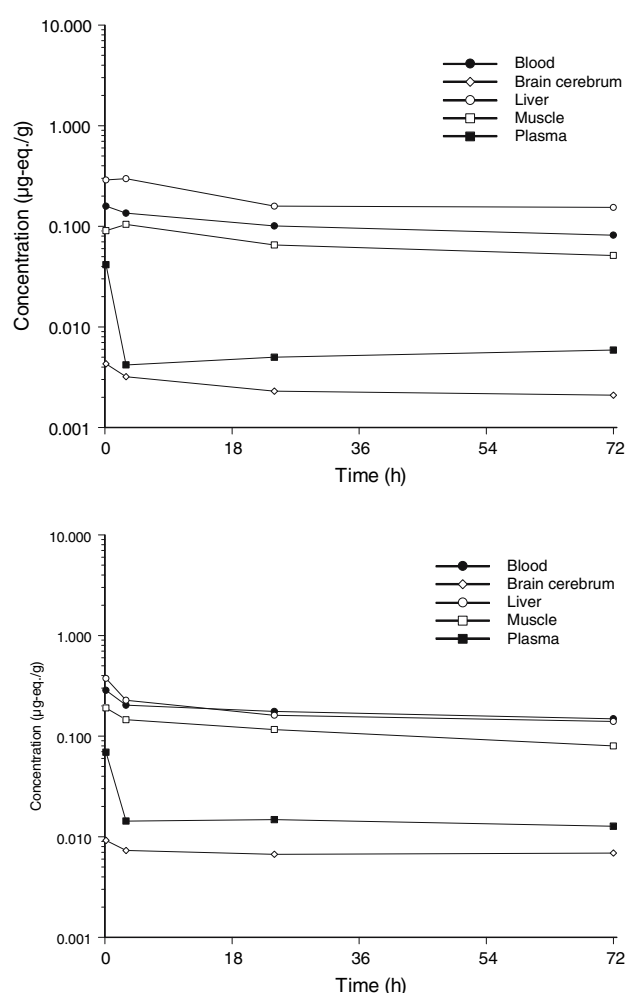 10.000
1.000
0.100
0.010
0.001
Concentration (µg-eq./g)
0 18 36 54 72
Time (h)
Blood
Brain cerebrum
Liver
Muscle
Plasma
10.000
1.000
0.100
0.010
0.001
Concentration (µg-eq./g)
0 18 36 54 72
Time (h)
Blood
Brain cerebrum
Liver
Muscle
Plasma